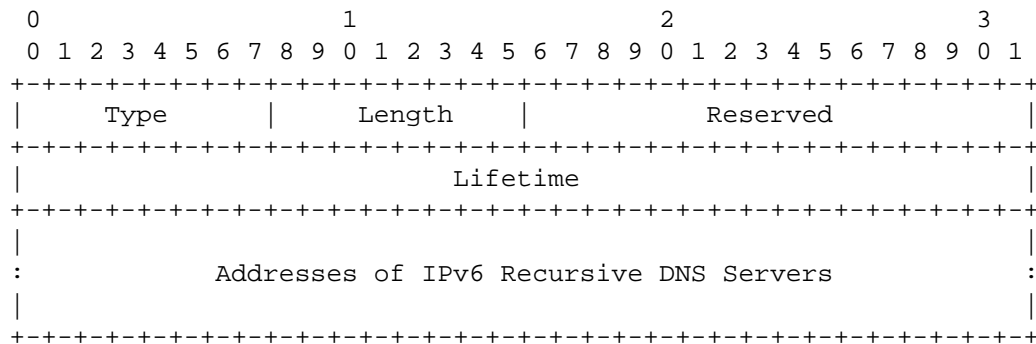 0                   1                   2                   3
 0 1 2 3 4 5 6 7 8 9 0 1 2 3 4 5 6 7 8 9 0 1 2 3 4 5 6 7 8 9 0 1
+-+-+-+-+-+-+-+-+-+-+-+-+-+-+-+-+-+-+-+-+-+-+-+-+-+-+-+-+-+-+-+-+
|     Type      |     Length    |           Reserved            |
+-+-+-+-+-+-+-+-+-+-+-+-+-+-+-+-+-+-+-+-+-+-+-+-+-+-+-+-+-+-+-+-+
|                           Lifetime                            |
+-+-+-+-+-+-+-+-+-+-+-+-+-+-+-+-+-+-+-+-+-+-+-+-+-+-+-+-+-+-+-+-+
|                                                               |
:            Addresses of IPv6 Recursive DNS Servers            :
|                                                               |
+-+-+-+-+-+-+-+-+-+-+-+-+-+-+-+-+-+-+-+-+-+-+-+-+-+-+-+-+-+-+-+-+